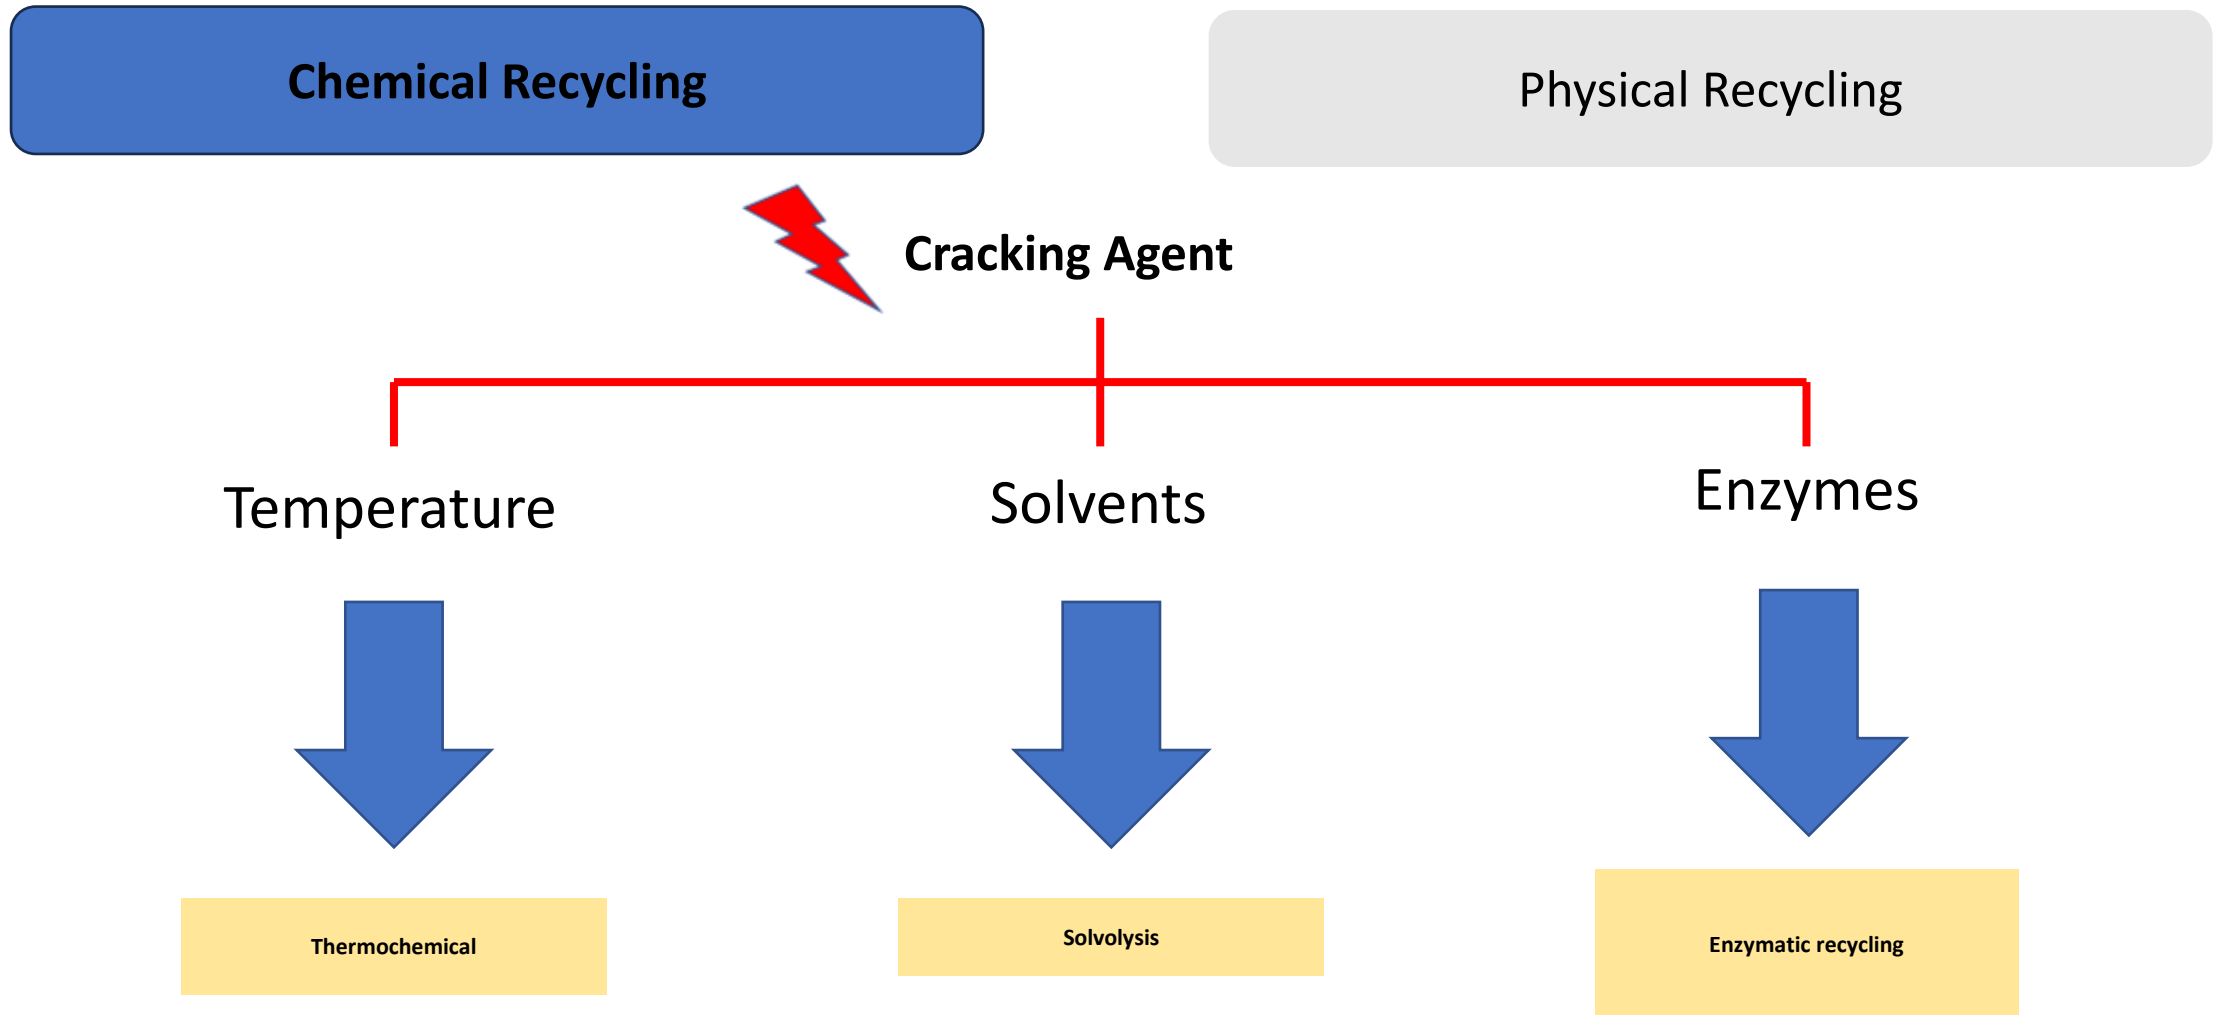 Chemical Recycling
Physical Recycling
Cracking Agent
Temperature
Solvents
Enzymes
Thermochemical
Solvolysis
Enzymatic recycling